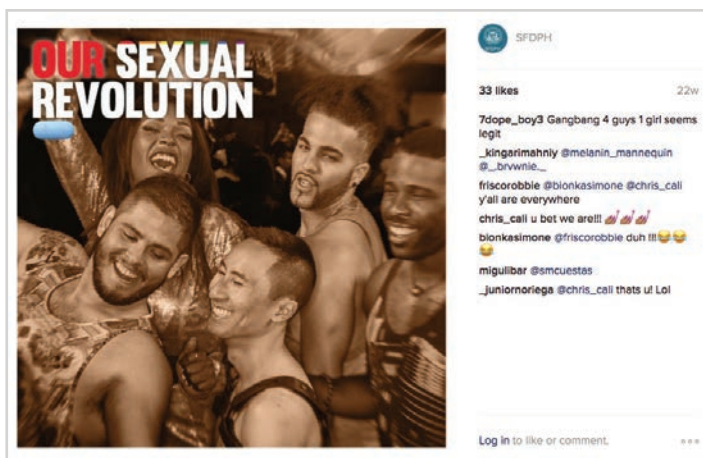 OUR SEXUAL
REVOLUTION
SFDPH
33 likes 22w
7dope_boy3 Gangbang 4 guys 1 girl seems
legit
_kingarimahniy @melanin_mannequin
@_.brvwnie._
friscorobbie @bionkasimone @chris_cali
y'all are everywhere
chris_cali u bet we are!!! 💅🏾💅🏾💅🏾
bionkasimone @friscorobbie duh !!!😂😂
😂
migulibar @smcuestas
_juniornoriega @chris_cali thats u! Lol
Log in to like or comment.